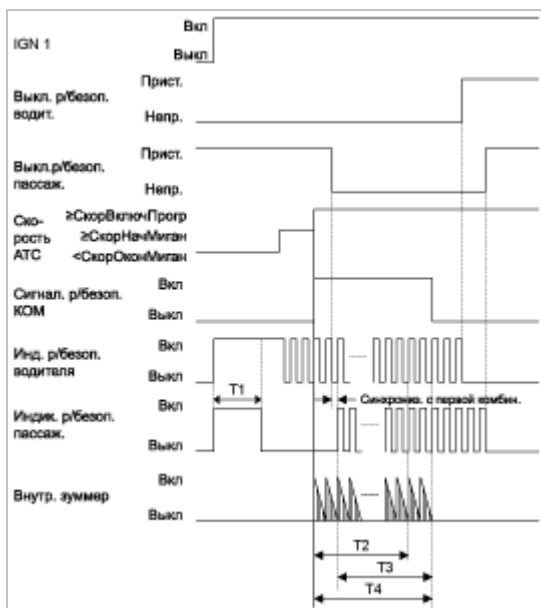 Вкл
IGN 1
Выкл
Прист.
Выкл. р/безоп.
водит.
Непр.
Прист.
Выкл.р/безоп.
пассаж.
Непр.
Ско-
рость
АТС
≥СкорВключПрогр
≥СкорНачМиган
<СкорОконМиган
Вкл
Сигнал. р/безоп.
КОМ
Выкл
Вкл
Инд. р/безоп.
водителя
Выкл
T1
Синхрониз. с первой комбин.
Вкл
Индик. р/безоп.
пассаж.
Выкл
Вкл
Внутр. зуммер
Выкл
T2
T3
T4